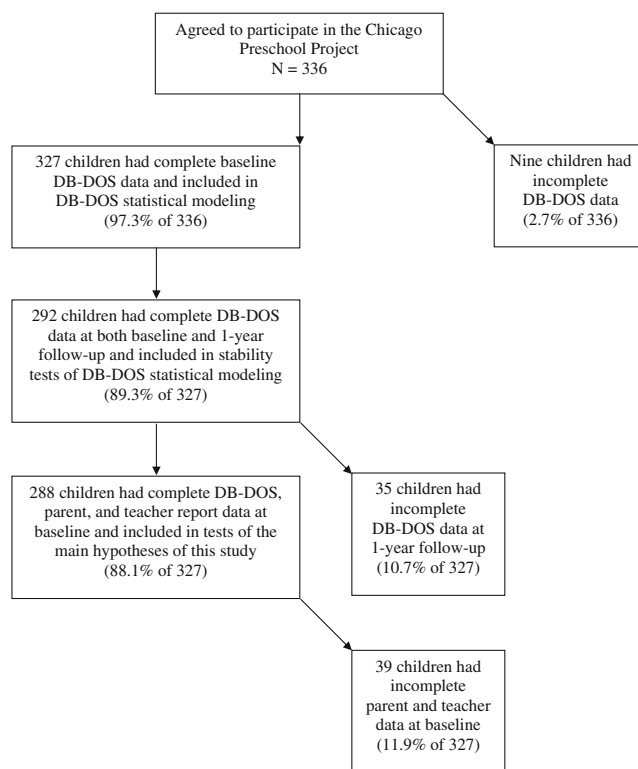 Agreed to participate in the Chicago
Preschool Project
N = 336
327 children had complete baseline
DB-DOS data and included in
DB-DOS statistical modeling
(97.3% of 336)
Nine children had
incomplete
DB-DOS data
(2.7% of 336)
292 children had complete DB-DOS
data at both baseline and 1-year
follow-up and included in stability
tests of DB-DOS statistical modeling
(89.3% of 327)
288 children had complete DB-DOS,
parent, and teacher report data at
baseline and included in tests of the
main hypotheses of this study
(88.1% of 327)
35 children had
incomplete
DB-DOS data at
1-year follow-up
(10.7% of 327)
39 children had
incomplete
parent and teacher
data at baseline
(11.9% of 327)